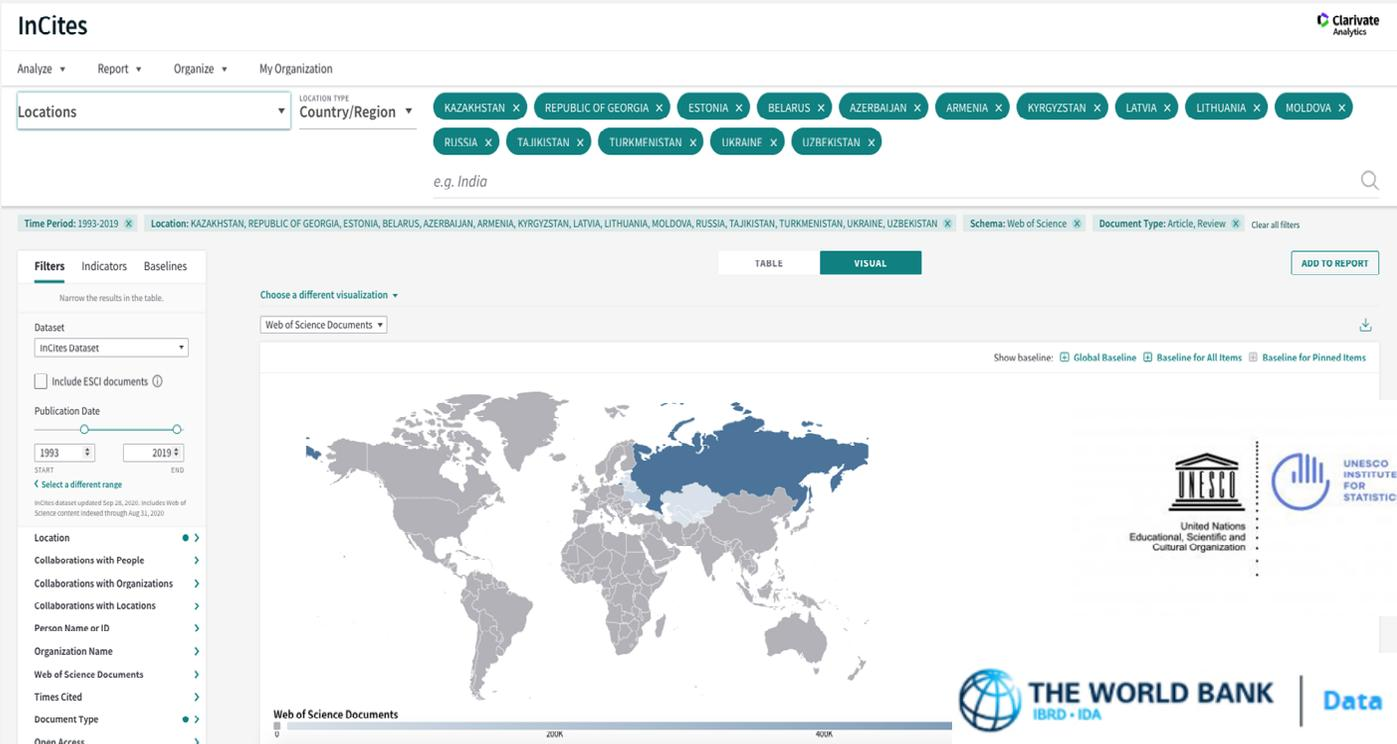 InCites
Clarivate
Analytics
Analyze
Report
Organize
My Organization
Locations
LOCATION TYPE
Country/Region
KAZAKHSTAN X
REPUBLIC OF GEORGIA X
ESTONIA X
BELARUS X
AZERBAIJAN X
ARMENIA X
KYRGYZSTAN X
LATVIA X
LITHUANIA X
MOLDOVA X
RUSSIA X
TAJIKISTAN X
TURKMENISTAN X
UKRAINE X
UZBEKISTAN X
e.g. India
Time Period: 1993-2019 X
Location: KAZAKHSTAN, REPUBLIC OF GEORGIA, ESTONIA, BELARUS, AZERBAIJAN, ARMENIA, KYRGYZSTAN, LATVIA, LITHUANIA, MOLDOVA, RUSSIA, TAJIKISTAN, TURKMENISTAN, UKRAINE, UZBEKISTAN X
Schema: Web of Science X
Document Type: Article, Review X
Clear all filters
Filters
Indicators
Baselines
Narrow the results in the table.
Dataset
InCites Dataset
Include ESCI documents
Publication Date
1993
2019
START
END
Select a different range
InCites dataset updated Sep 28, 2020. Includes Web of
Science content indexed through Aug 31, 2020
Location
Collaborations with People
Collaborations with Organizations
Collaborations with Locations
Person Name or ID
Organization Name
Web of Science Documents
Times Cited
Document Type
Open Access
TABLE
VISUAL
ADD TO REPORT
Choose a different visualization
Web of Science Documents
Show baseline:
Global Baseline
Baseline for All Items
Baseline for Pinned Items
UNESCO
United Nations
Educational, Scientific and
Cultural Organization
UNESCO
INSTITUTE
FOR
STATISTIC
Web of Science Documents
0
200K
400K
THE WORLD BANK
IBRD • IDA
Data